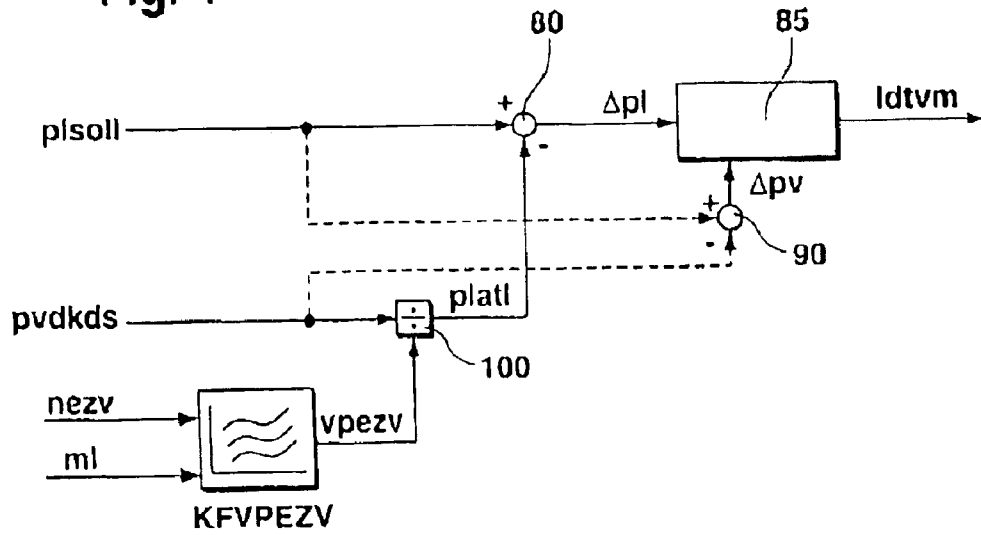 80
85
plsoll
+
-
Δpl
ldtvm
Δpv
+
-
90
pvdkds
platl
÷
100
nezv
ml
vpezv
KFVPEZV